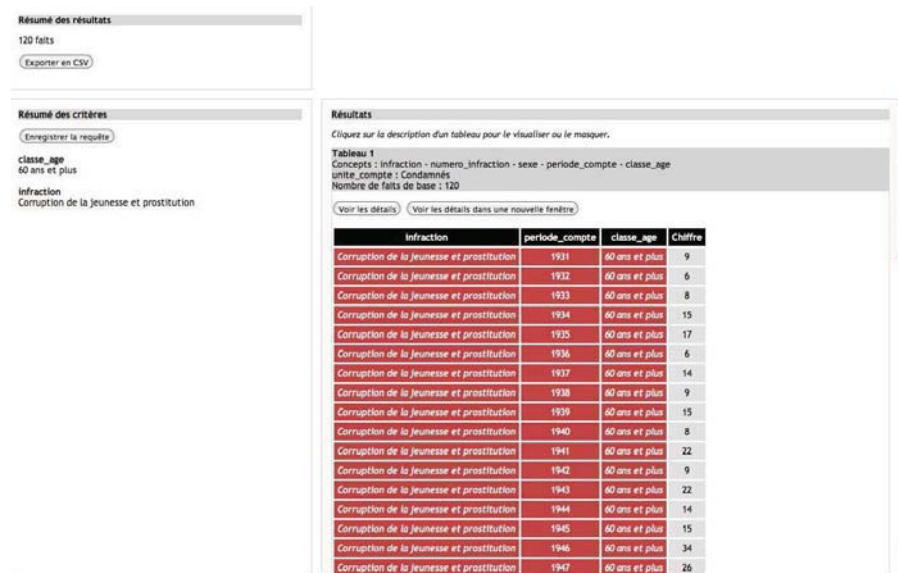 Résumé des résultats
120 faits
Exporter en CSV
Résumé des critères
Enregistrer la requête
classe_age
60 ans et plus
infraction
Corruption de la jeunesse et prostitution
Résultats
Cliquez sur la description d'un tableau pour le visualiser ou le masquer.
Tableau 1
Concepts : infraction - numero_infraction - sexe - periode_compte - classe_age
unite_compte : Condamnés
Nombre de faits de base : 120
Voir les détails Voir les détails dans une nouvelle fenêtre
infraction periode_compte classe_age Chiffre
Corruption de la jeunesse et prostitution 1931 60 ans et plus 9
Corruption de la jeunesse et prostitution 1932 60 ans et plus 6
Corruption de la jeunesse et prostitution 1933 60 ans et plus 8
Corruption de la jeunesse et prostitution 1934 60 ans et plus 15
Corruption de la jeunesse et prostitution 1935 60 ans et plus 17
Corruption de la jeunesse et prostitution 1936 60 ans et plus 6
Corruption de la jeunesse et prostitution 1937 60 ans et plus 14
Corruption de la jeunesse et prostitution 1938 60 ans et plus 9
Corruption de la jeunesse et prostitution 1939 60 ans et plus 15
Corruption de la jeunesse et prostitution 1940 60 ans et plus 8
Corruption de la jeunesse et prostitution 1941 60 ans et plus 22
Corruption de la jeunesse et prostitution 1942 60 ans et plus 9
Corruption de la jeunesse et prostitution 1943 60 ans et plus 22
Corruption de la jeunesse et prostitution 1944 60 ans et plus 14
Corruption de la jeunesse et prostitution 1945 60 ans et plus 15
Corruption de la jeunesse et prostitution 1946 60 ans et plus 34
Corruption de la jeunesse et prostitution 1947 60 ans et plus 26